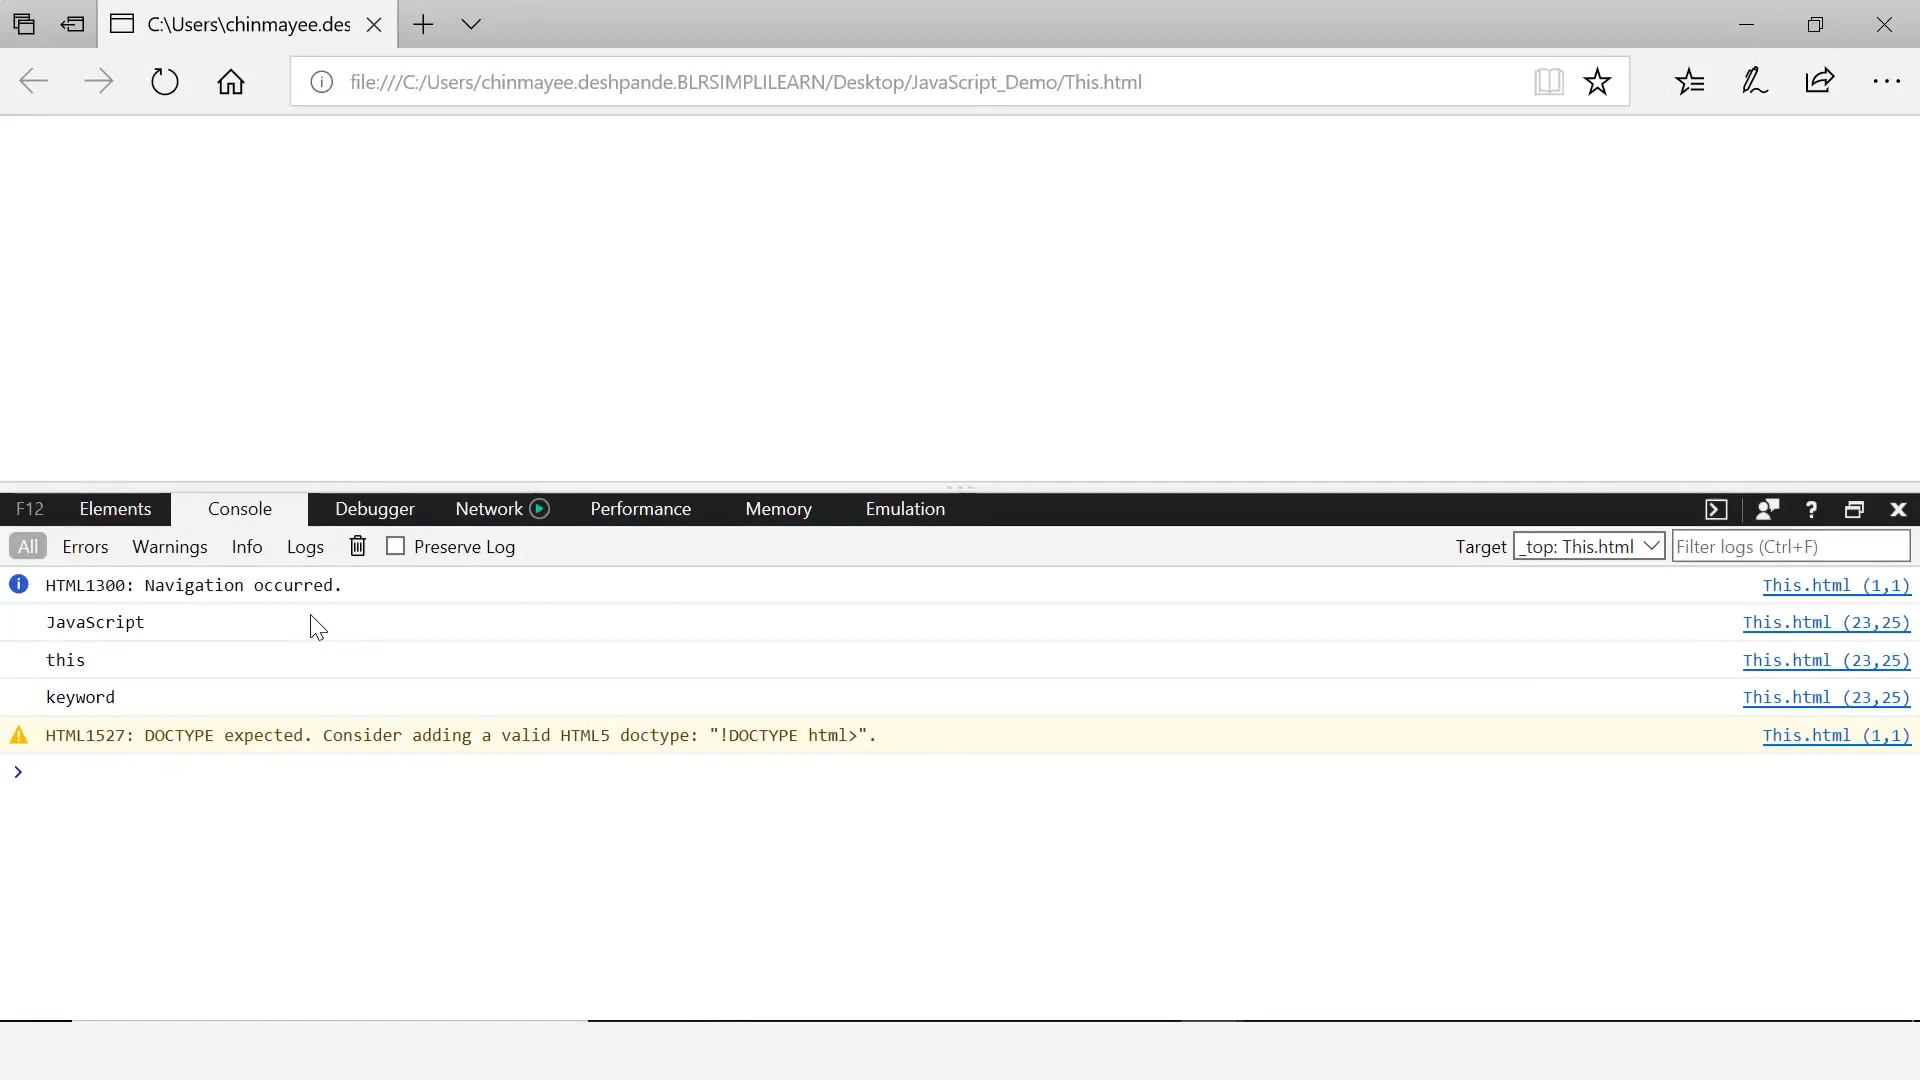 C:\Users\chinmayee.des
file:///C:/Users/chinmayee.deshpande.BLRSIMPLILEARN/Desktop/JavaScript_Demo/This.html
F12 Elements Console Debugger Network Performance Memory Emulation ?
All Errors Warnings Info Logs Preserve Log Target _top: This.html Filter logs (Ctrl+F)
HTML1300: Navigation occurred. This.html (1,1)
JavaScript This.html (23,25)
this This.html (23,25)
keyword This.html (23,25)
HTML1527: DOCTYPE expected. Consider adding a valid HTML5 doctype: "!DOCTYPE html>". This.html (1,1)